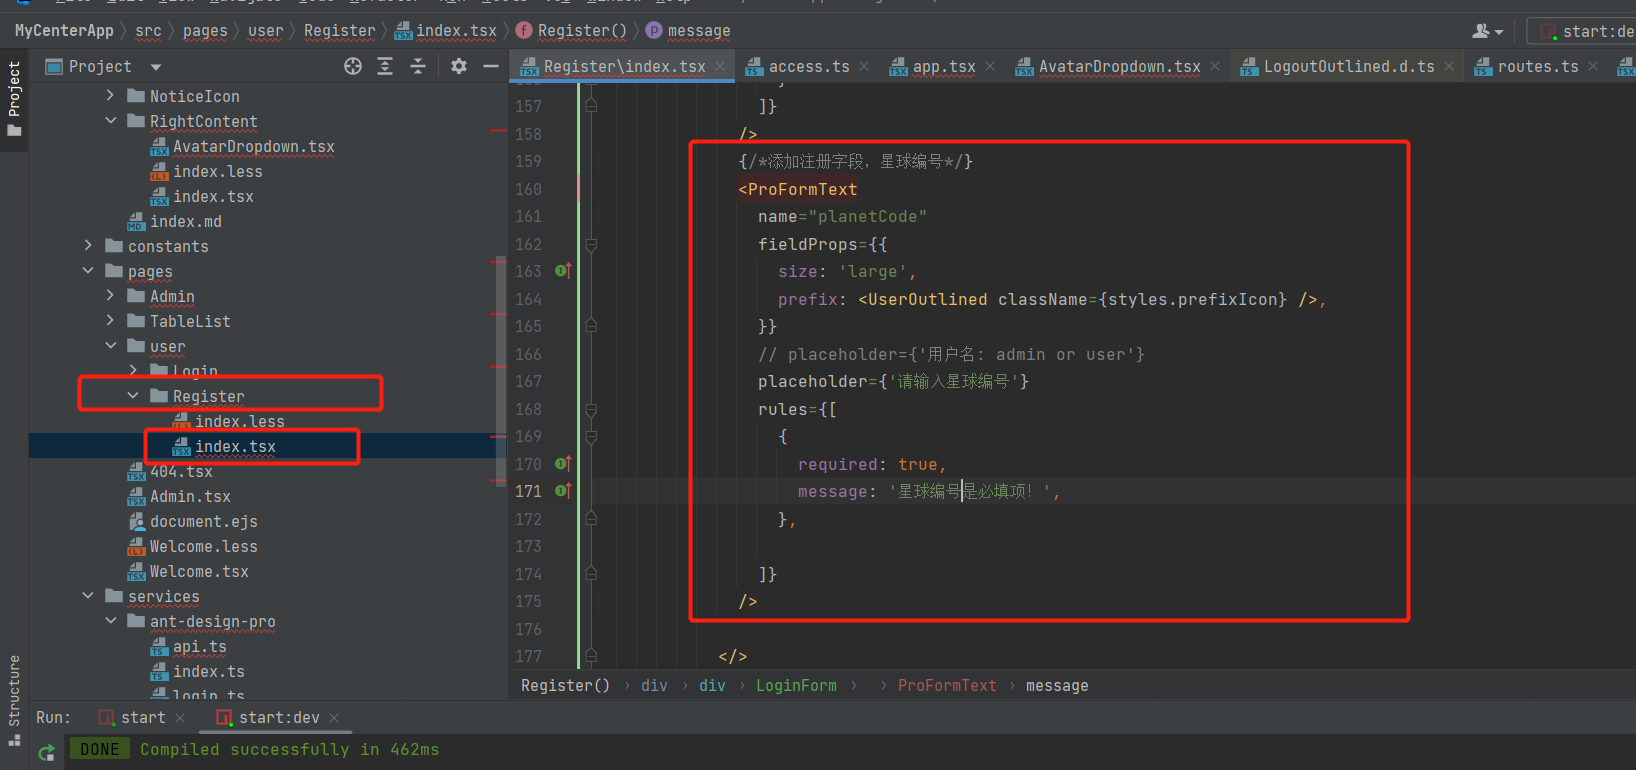 MyCenterApp src pages user Register index.tsx Register() message start:de
Project
Project
Register\index.tsx access.ts app.tsx AvatarDropdown.tsx LogoutOutlined.d.ts routes.ts
NoticeIcon
RightContent
AvatarDropdown.tsx
index.less
index.tsx
index.md
constants
pages
Admin
TableList
user
Login
Register
index.less
index.tsx
404.tsx
Admin.tsx
document.ejs
Welcome.less
Welcome.tsx
services
ant-design-pro
api.ts
index.ts
login.ts
157 ]}
158 />
159 {/*添加注册字段，星球编号*/}
160 <ProFormText
161 name="planetCode"
162 fieldProps={{
163 size: 'large',
164 prefix: <UserOutlined className={styles.prefixIcon} />,
165 }}
166 // placeholder={'用户名: admin or user'}
167 placeholder={'请输入星球编号'}
168 rules={[
169 {
170 required: true,
171 message: '星球编号是必填项！',
172 },
173
174 ]}
175 />
176
177 </>
Register() div div LoginForm ProFormText message
Structure
Run: start start:dev
DONE Compiled successfully in 462ms